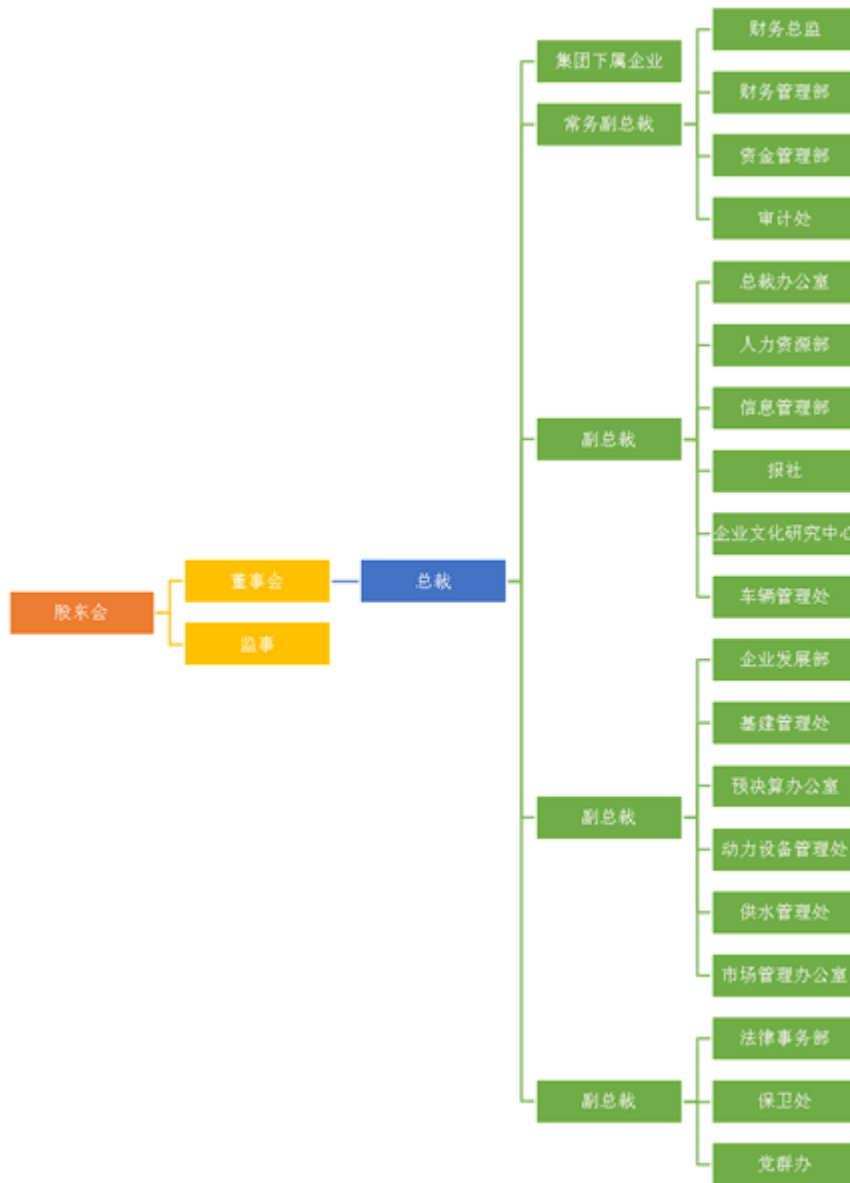 股东会
董事会
监事
总裁
集团下属企业
常务副总裁
财务总监
财务管理部
资金管理部
审计处
副总裁
总裁办公室
人力资源部
信息管理部
报社
企业文化研究中心
车辆管理处
副总裁
企业发展部
基建管理处
预决算办公室
动力设备管理处
供水管理处
市场管理办公室
副总裁
法律事务部
保卫处
党群办